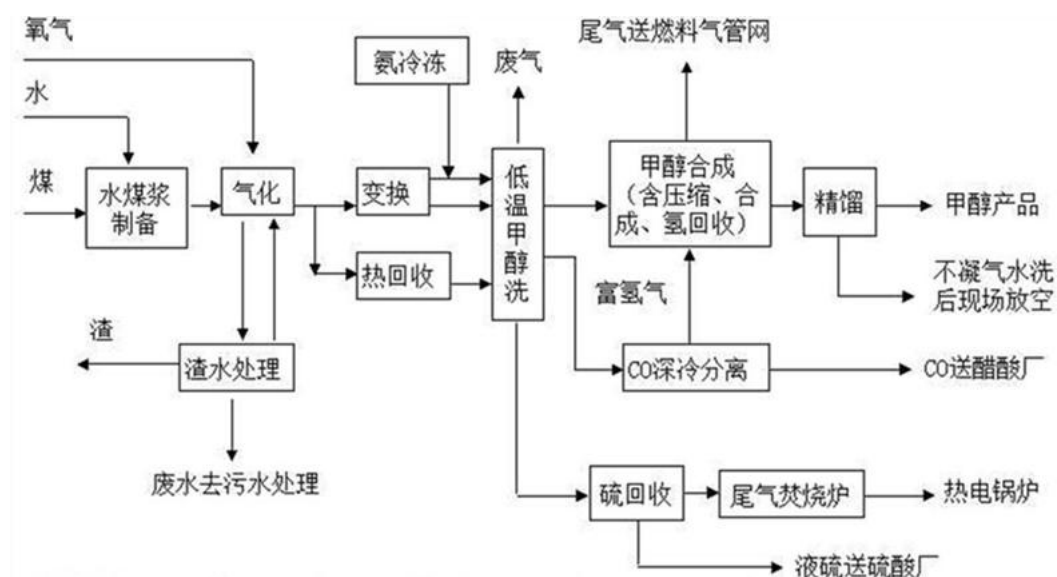 氧气
尾气送燃料气管网
氨冷冻
废气
水
煤
水煤浆
制备
气化
变换
低
温
甲
醇
洗
甲醇合成
(含压缩、合
成、氢回收)
精馏
甲醇产品
热回收
富氢气
不凝气水洗
后现场放空
渣
渣水处理
CO深冷分离
CO送醋酸厂
废水去污水处理
硫回收
尾气焚烧炉
热电锅炉
液硫送硫酸厂